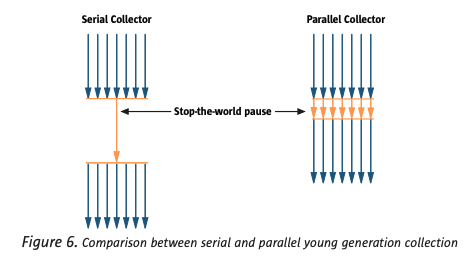 Serial Collector
Parallel Collector
Stop-the-world pause
Figure 6. Comparison between serial and parallel young generation collection